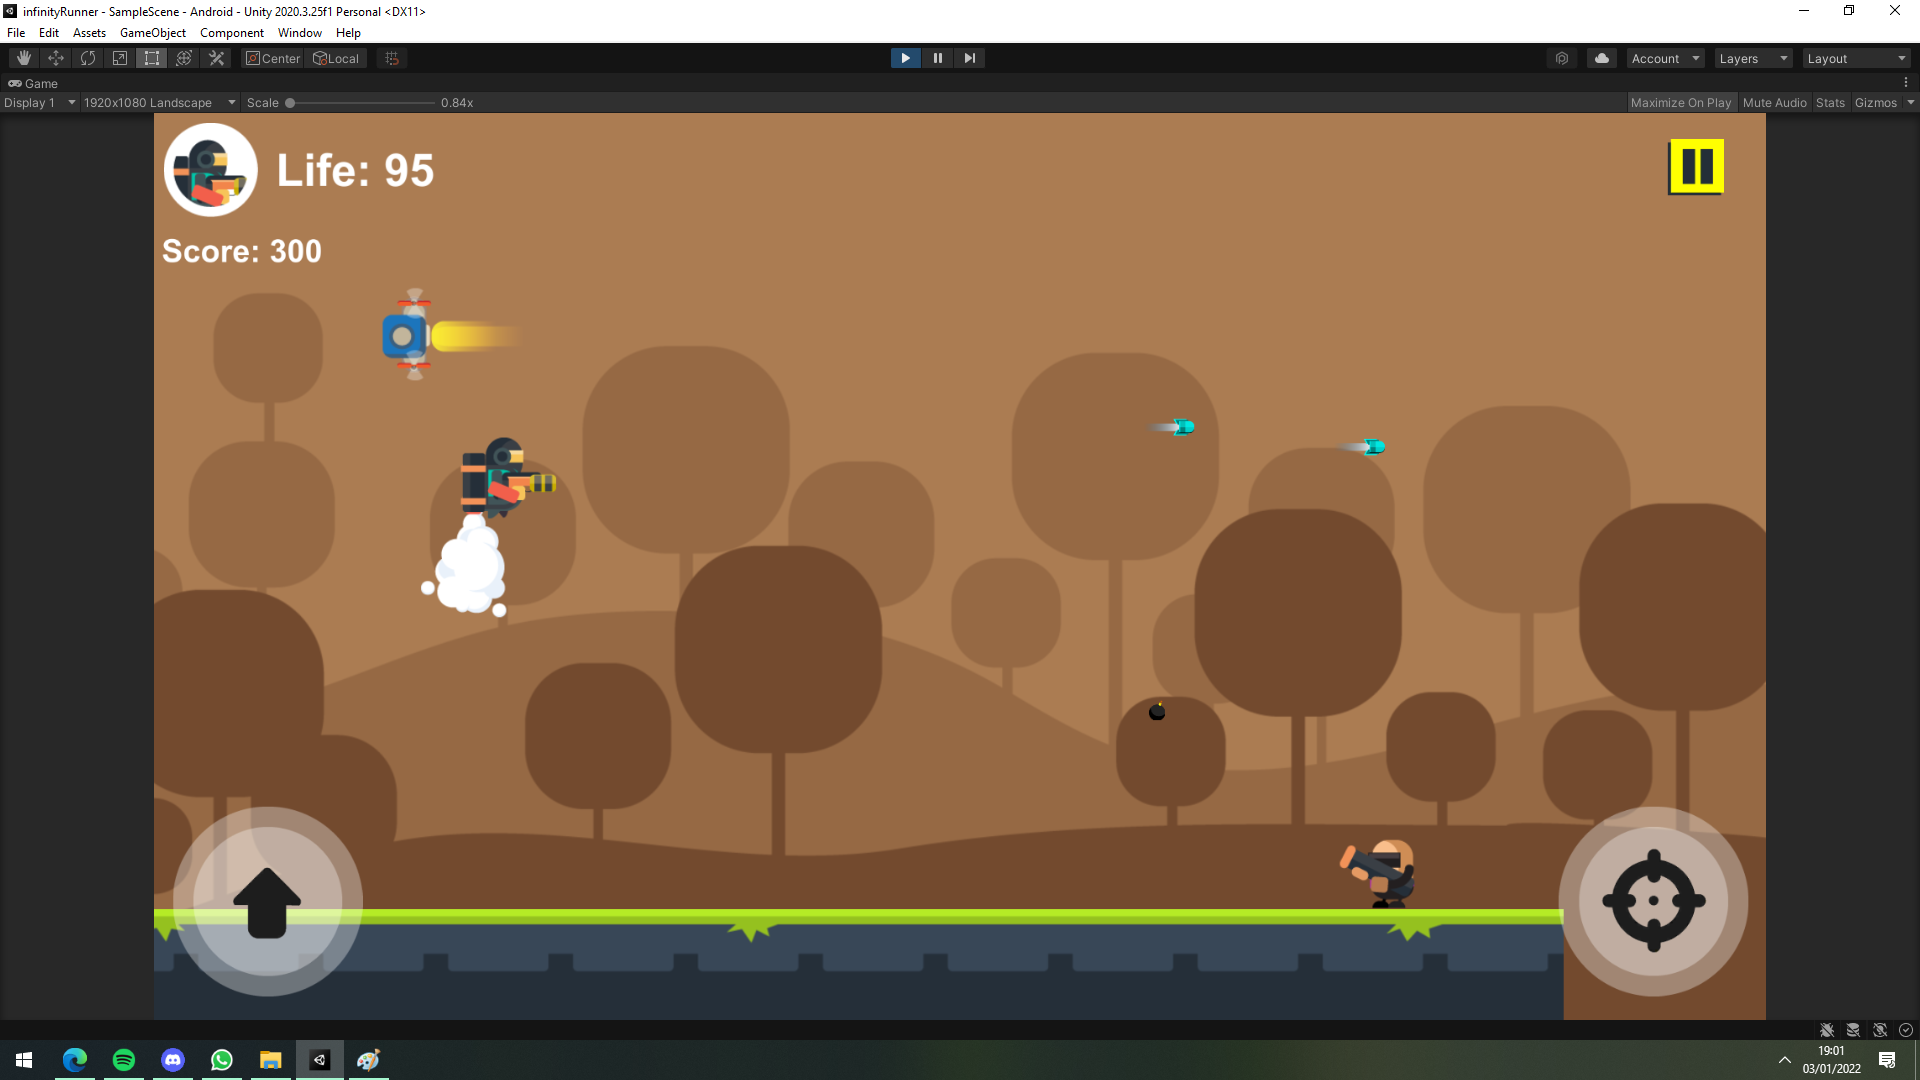 infinityRunner - SampleScene - Android - Unity 2020.3.25f1 Personal <DX11>
File Edit Assets GameObject Component Window Help
Center Local Account Layers Layout
Game
Display 1 1920x1080 Landscape Scale 0.84x Maximize On Play Mute Audio Stats Gizmos
Life: 95
Score: 300
19:01
03/01/2022